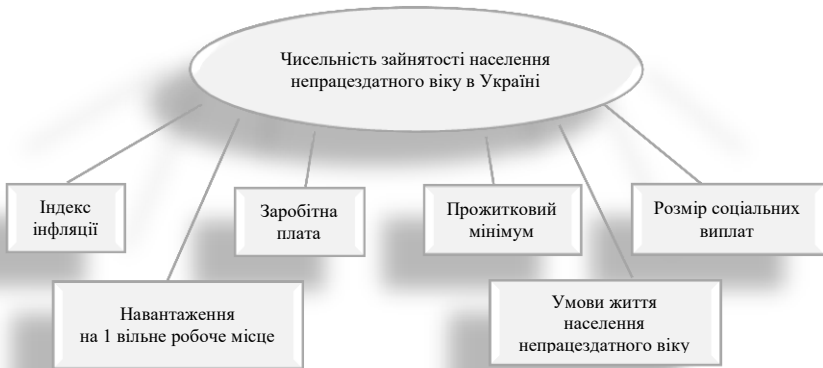 Чисельність зайнятості населення
непрацездатного віку в Україні
Індекс
інфляції
Заробітна
плата
Прожитковий
мінімум
Розмір соціальних
виплат
Навантаження
на 1 вільне робоче місце
Умови життя
населення
непрацездатного віку